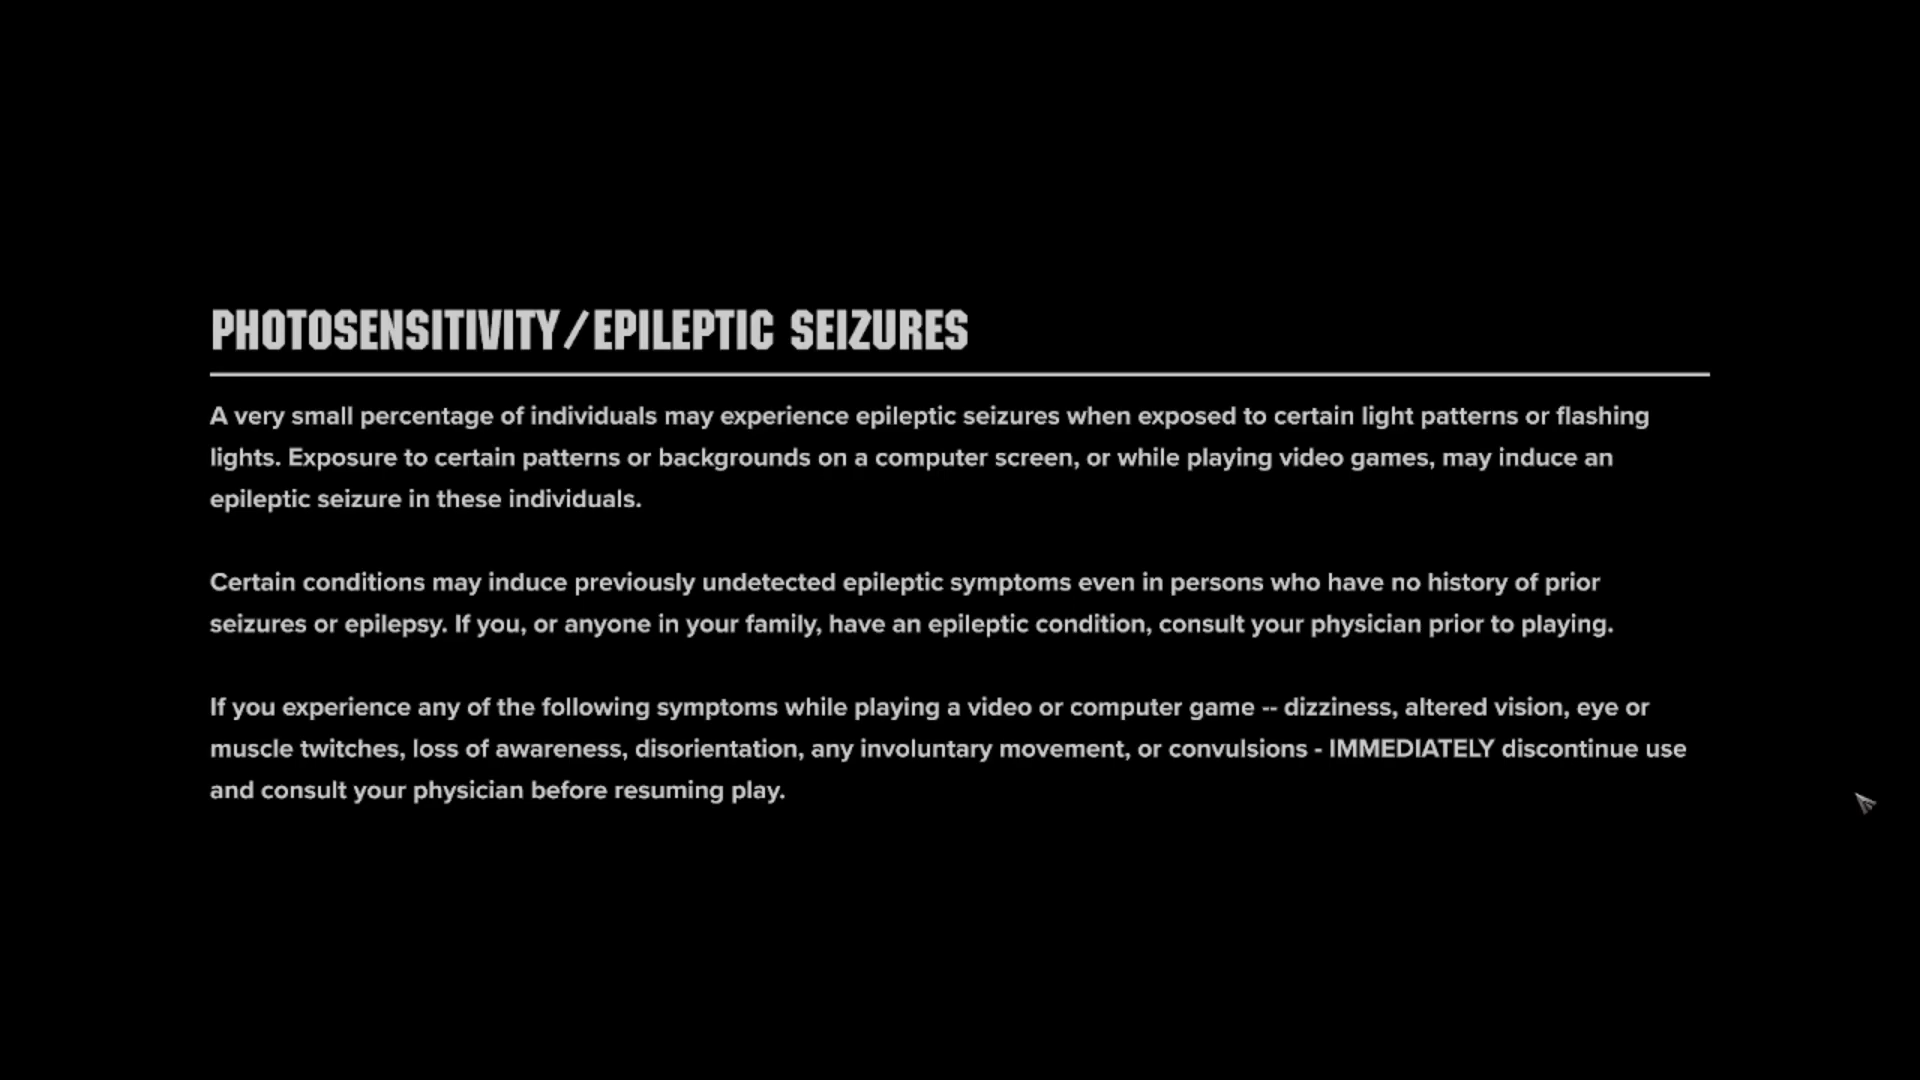 PHOTOSENSITIVITY/EPILEPTIC SEIZURES
A very small percentage of individuals may experience epileptic seizures when exposed to certain light patterns or flashing
lights. Exposure to certain patterns or backgrounds on a computer screen, or while playing video games, may induce an
epileptic seizure in these individuals.
Certain conditions may induce previously undetected epileptic symptoms even in persons who have no history of prior
seizures or epilepsy. If you, or anyone in your family, have an epileptic condition, consult your physician prior to playing.
If you experience any of the following symptoms while playing a video or computer game -- dizziness, altered vision, eye or
muscle twitches, loss of awareness, disorientation, any involuntary movement, or convulsions - IMMEDIATELY discontinue use
and consult your physician before resuming play.